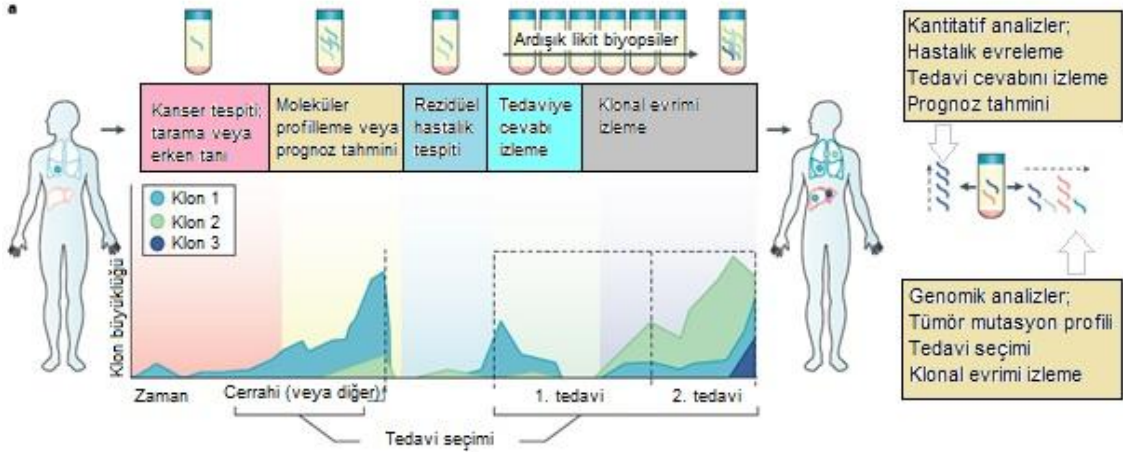 a
Ardışık likit biyopsiler
Kanser tespiti;
tarama veya
erken tanı
Moleküler
profilleme veya
prognoz tahmini
Rezidüel
hastalık
tespiti
Tedaviye
cevabı
izleme
Klonal evrimi
izleme
Klon 1
Klon 2
Klon 3
Klon büyüklüğü
Zaman
Cerrahi (veya diğer)
1. tedavi
2. tedavi
Tedavi seçimi
Kantitatif analizler;
Hastalık evreleme
Tedavi cevabını izleme
Prognoz tahmini
Genomik analizler;
Tümör mutasyon profili
Tedavi seçimi
Klonal evrimi izleme